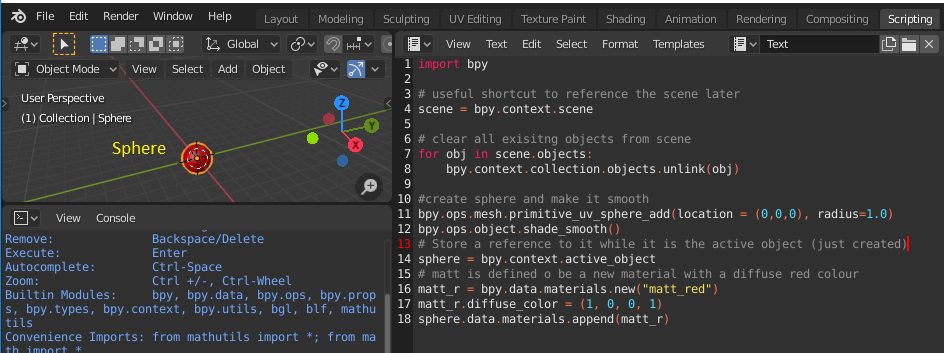 File Edit Render Window Help Layout Modeling Sculpting UV Editing Texture Paint Shading Animation Rendering Compositing Scripting
Global
Object Mode View Select Add Object
User Perspective
(1) Collection | Sphere
Z
Y
X
Sphere
View Console
Remove: Backspace/Delete
Execute: Enter
Autocomplete: Ctrl-Space
Zoom: Ctrl +/-, Ctrl-Wheel
Builtin Modules: bpy, bpy.data, bpy.ops, bpy.prop
s, bpy.types, bpy.context, bpy.utils, bgl, blf, mathu
tils
Convenience Imports: from mathutils import *; from ma
th import *
View Text Edit Select Format Templates Text
1 import bpy
2
3 # useful shortcut to reference the scene later
4 scene = bpy.context.scene
5
6 # clear all exisitng objects from scene
7 for obj in scene.objects:
8 bpy.context.collection.objects.unlink(obj)
9
10 #create sphere and make it smooth
11 bpy.ops.mesh.primitive_uv_sphere_add(location = (0,0,0), radius=1.0)
12 bpy.ops.object.shade_smooth()
13 # Store a reference to it while it is the active object (just created)
14 sphere = bpy.context.active_object
15 # matt is defined o be a new material with a diffuse red colour
16 matt_r = bpy.data.materials.new("matt_red")
17 matt_r.diffuse_color = (1, 0, 0, 1)
18 sphere.data.materials.append(matt_r)